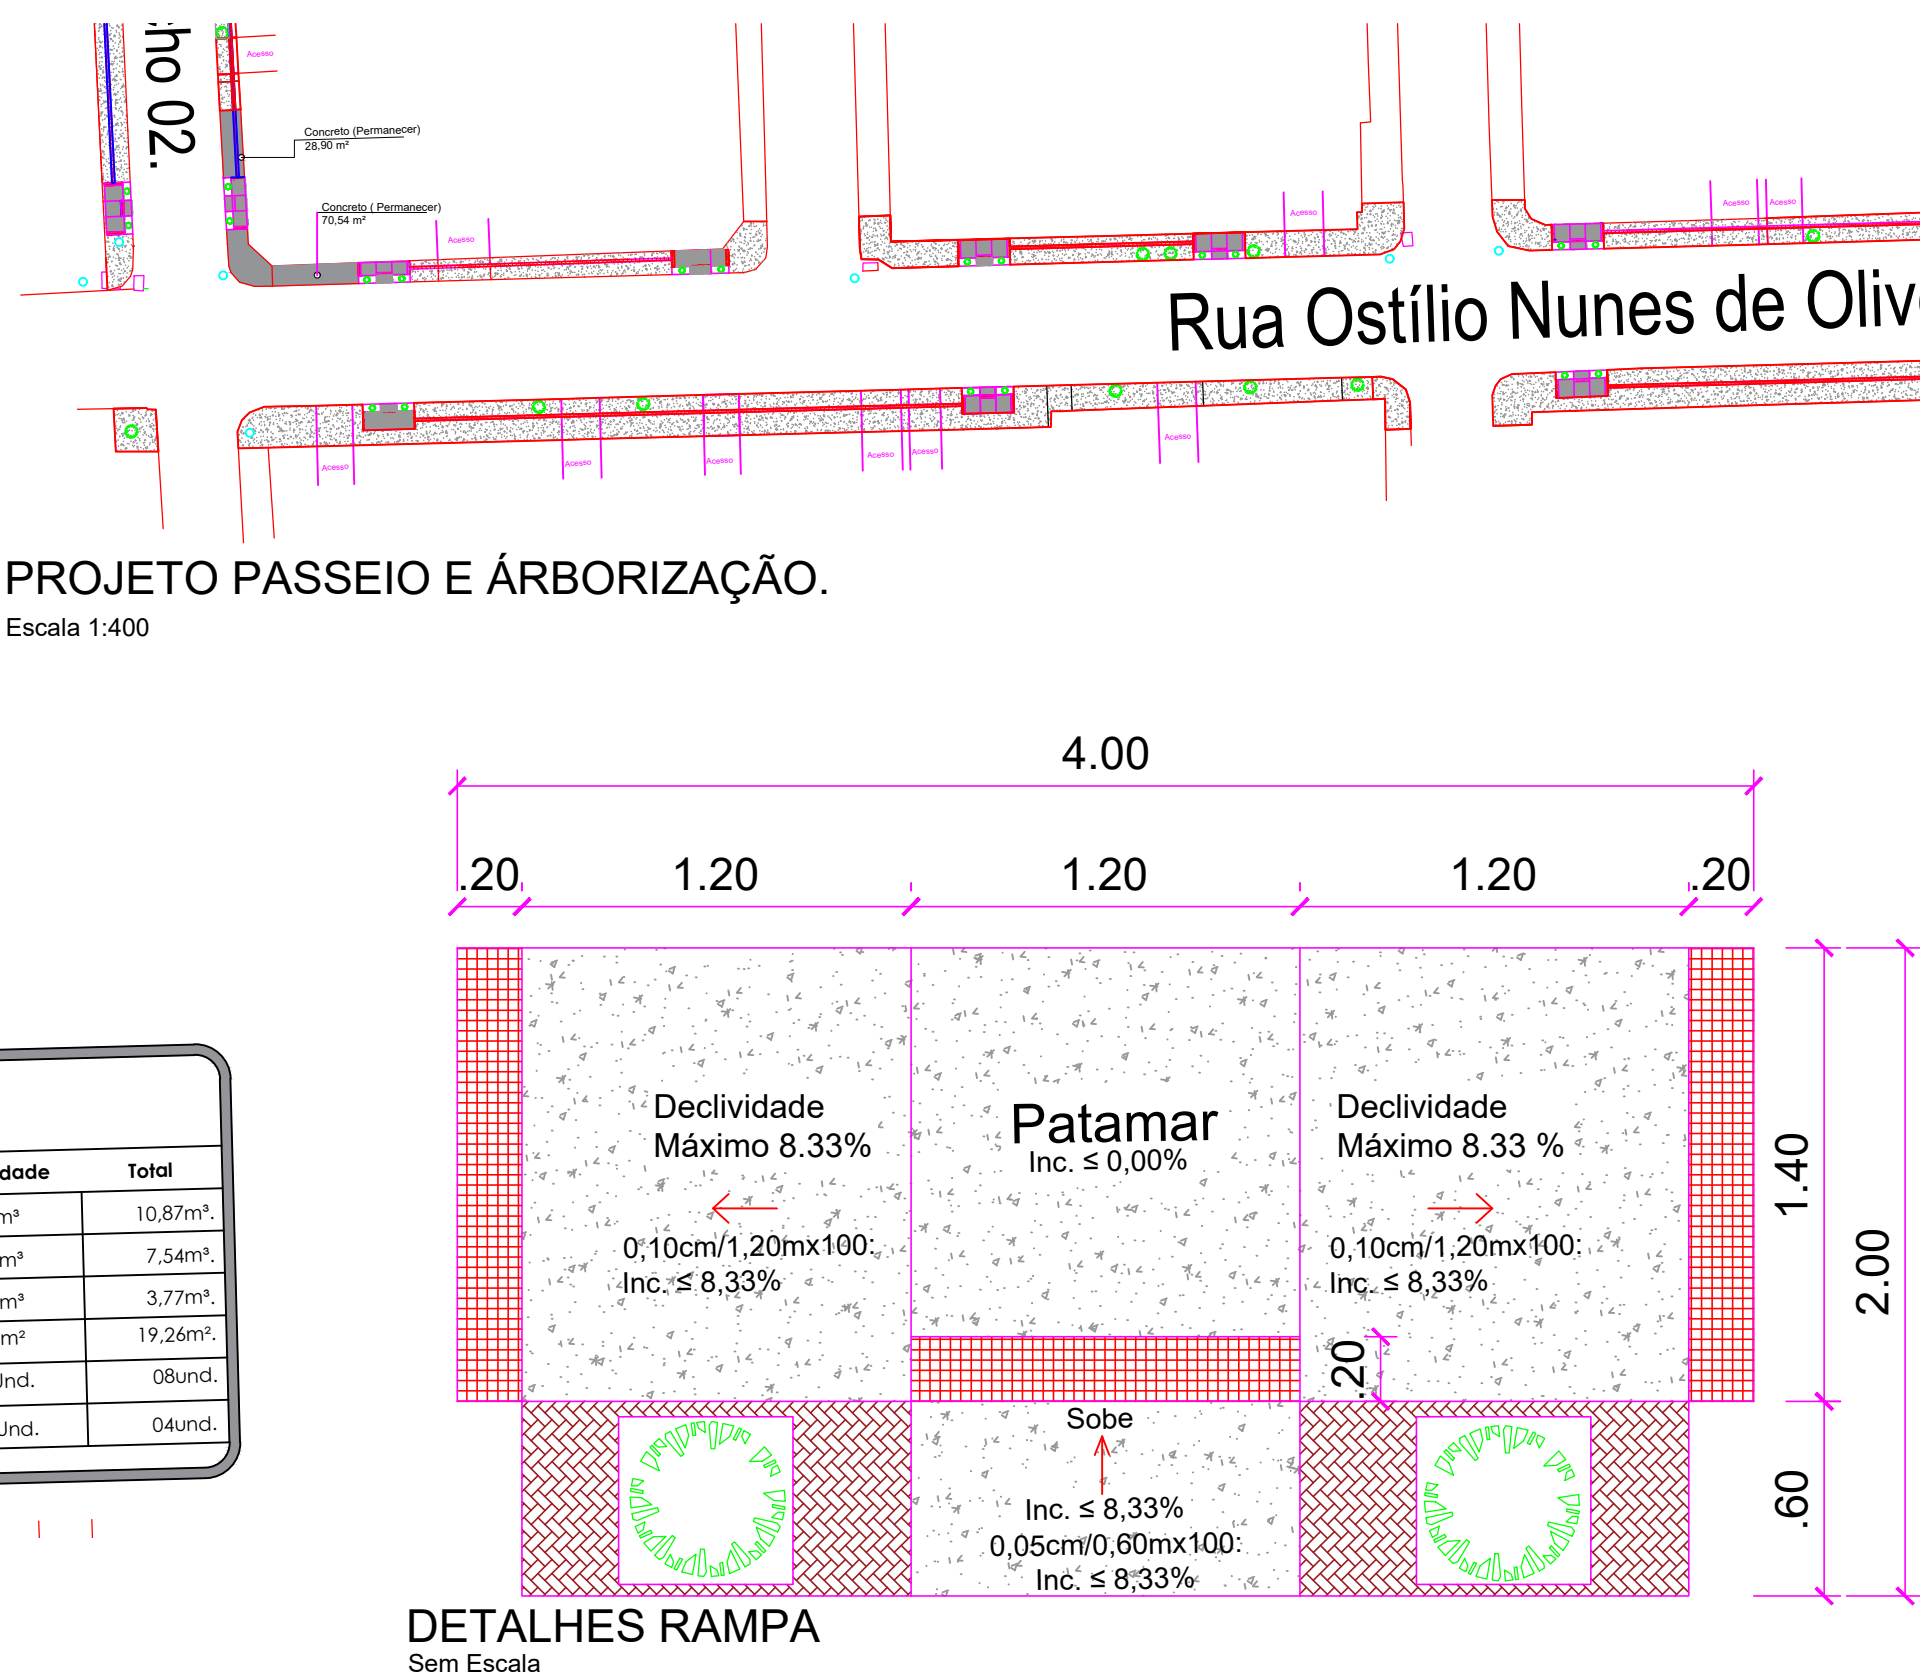 ho 02.
Acesso
Concreto (Permanecer)
28,90 m²
Concreto ( Permanecer)
70,54 m²
Acesso
Acesso
Acesso
Acesso
Rua Ostílio Nunes de Oliv
Acesso
Acesso
Acesso
Acesso
Acesso
Acesso
PROJETO PASSEIO E ÁRBORIZAÇÃO.
Escala 1:400
4.00
.20 1.20 1.20 1.20 .20
Declividade
Máximo 8.33%
0,10cm/1,20mx100:
Inc. ≤ 8,33%
Patamar
Inc. ≤ 0,00%
Declividade
Máximo 8.33 %
0,10cm/1,20mx100:
Inc. ≤ 8,33%
.20
1.40
2.00
.60
Sobe
Inc. ≤ 8,33%
0,05cm/0,60mx100:
Inc. ≤ 8,33%
dade Total
m³ 10,87m³.
m³ 7,54m³.
m³ 3,77m³.
m² 19,26m².
Und. 08und.
Und. 04und.
DETALHES RAMPA
Sem Escala